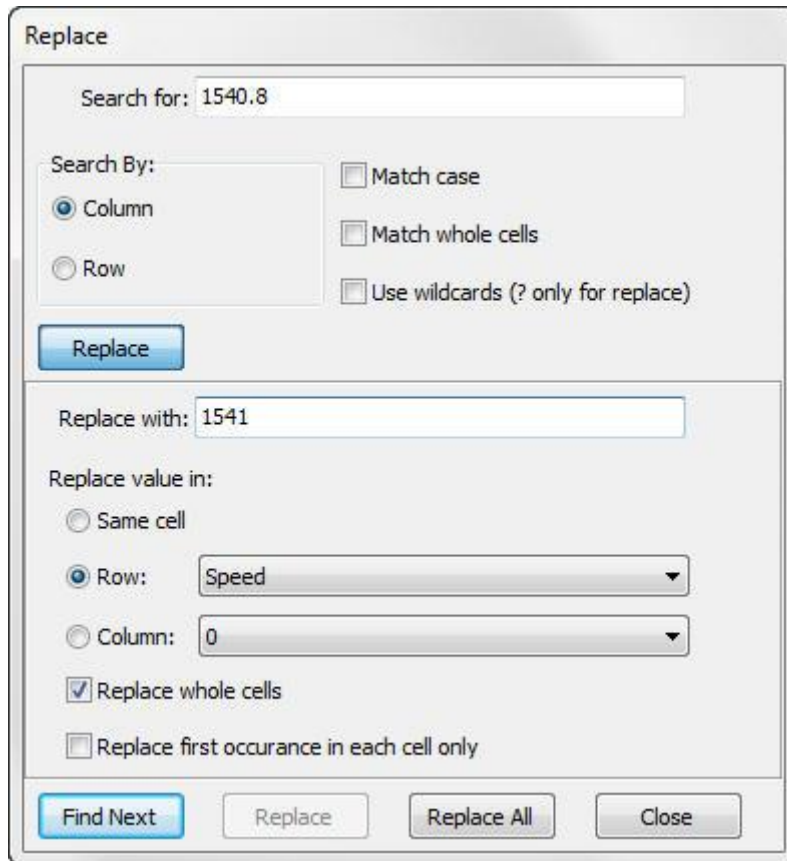 Replace
Search for: 1540.8
Search By:
Column
Row
Match case
Match whole cells
Use wildcards (? only for replace)
Replace
Replace with: 1541
Replace value in:
Same cell
Row: Speed
Column: 0
Replace whole cells
Replace first occurance in each cell only
Find Next Replace Replace All Close